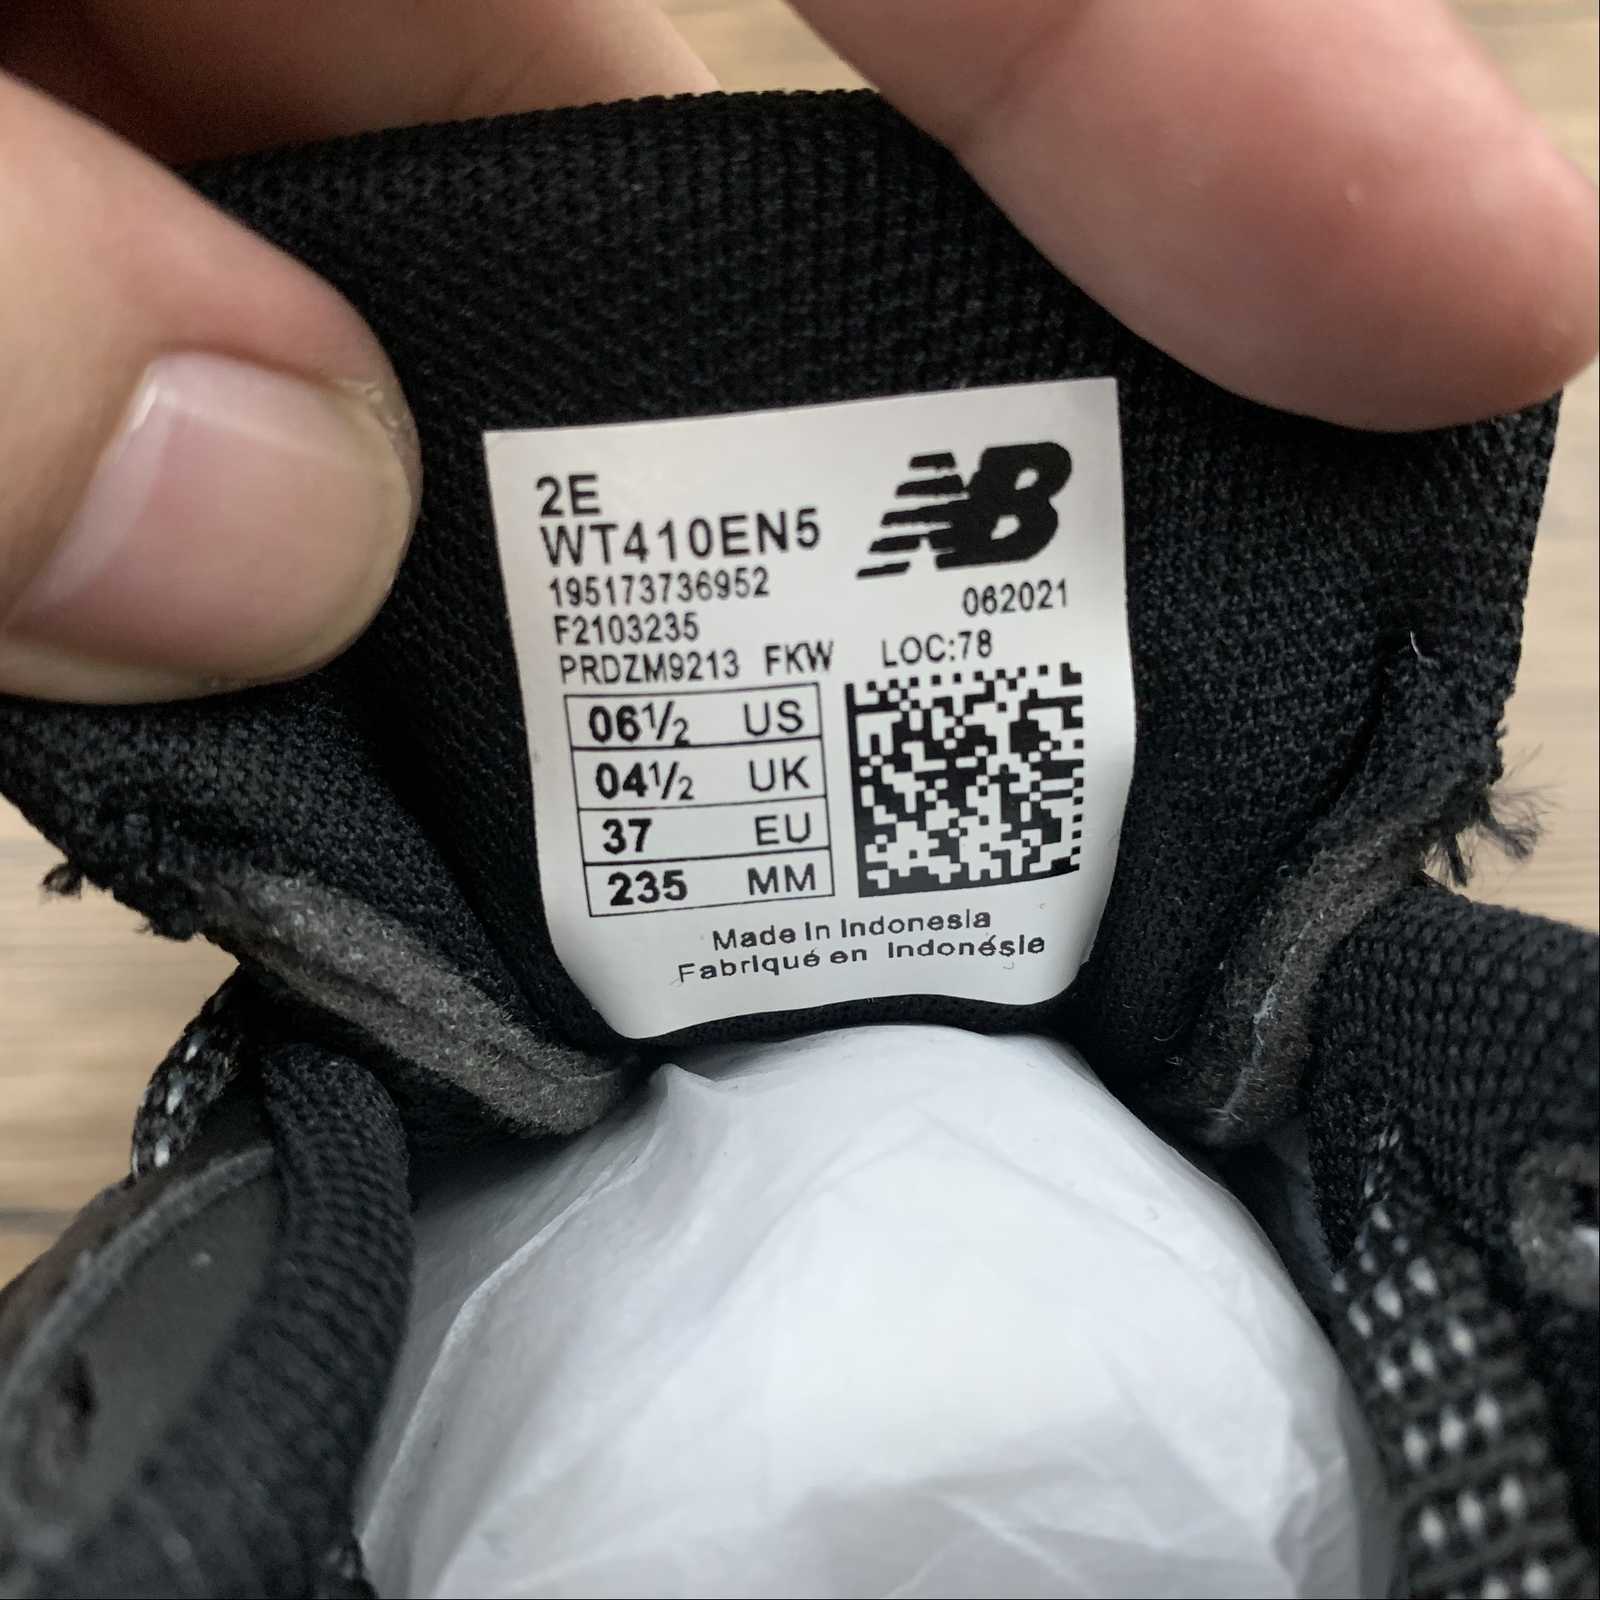 2E
WT410EN5
NB
195173736952
062021
F2103235
PRDZM9213 FKW LOC:78
06½ US
04½ UK
37 EU
235 MM
Made In Indonesia
Fabriqué en Indonésie